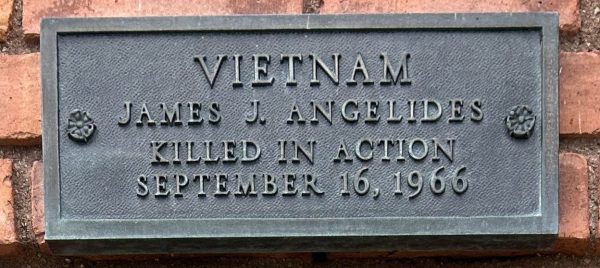 VIETNAM
JAMES J. ANGELIDES
KILLED IN ACTION
SEPTEMBER 16, 1966